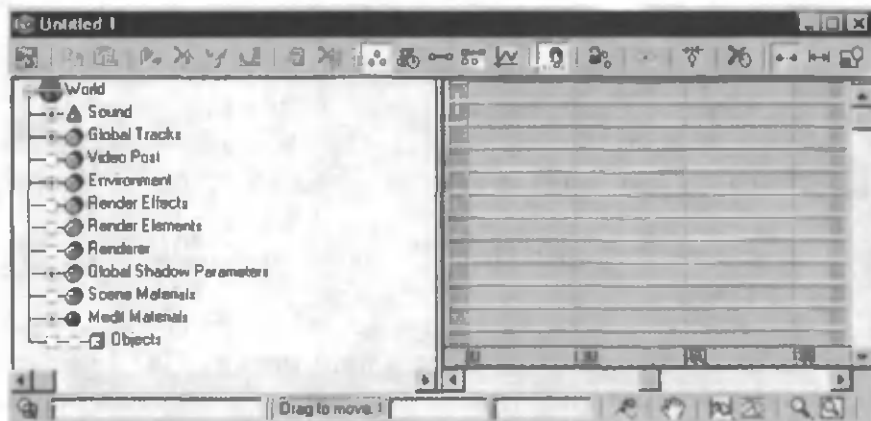 Untitled 1
World
Sound
Global Tracks
Video Post
Environment
Render Effects
Render Elements
Renderer
Global Shadow Parameters
Scene Materials
Medit Materials
Objects
Drag to move.